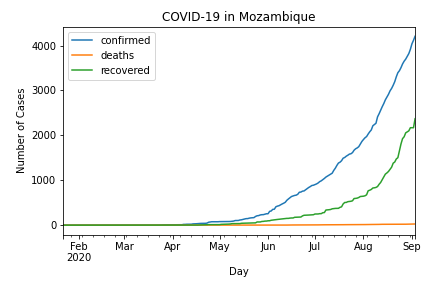 COVID-19 in Mozambique
confirmed
deaths
recovered
Number of Cases
4000
3000
2000
1000
0
Feb Mar Apr May Jun Jul Aug Sep
2020
Day